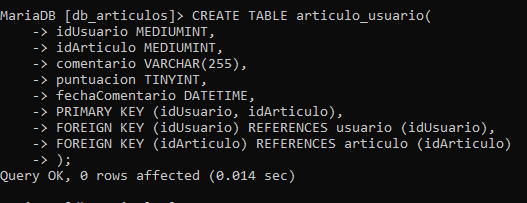 MariaDB [db_articulos]> CREATE TABLE articulo_usuario(
    -> idUsuario MEDIUMINT,
    -> idArticulo MEDIUMINT,
    -> comentario VARCHAR(255),
    -> puntuacion TINYINT,
    -> fechaComentario DATETIME,
    -> PRIMARY KEY (idUsuario, idArticulo),
    -> FOREIGN KEY (idUsuario) REFERENCES usuario (idUsuario),
    -> FOREIGN KEY (idArticulo) REFERENCES articulo (idArticulo)
    -> );
Query OK, 0 rows affected (0.014 sec)